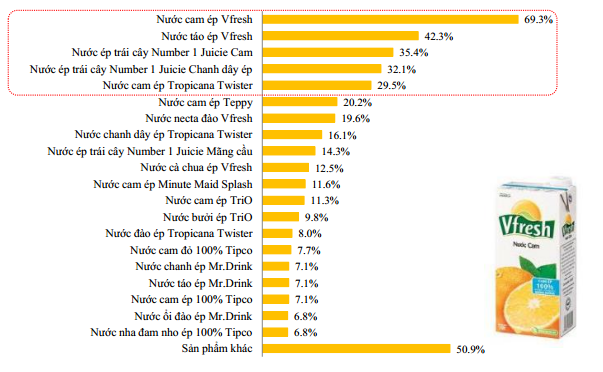 Nước cam ép Vfresh 69.3%
Nước táo ép Vfresh 42.3%
Nước ép trái cây Number 1 Juicie Cam 35.4%
Nước ép trái cây Number 1 Juicie Chanh dây ép 32.1%
Nước cam ép Tropicana Twister 29.5%
Nước cam ép Teppy 20.2%
Nước necta đào Vfresh 19.6%
Nước chanh dây ép Tropicana Twister 16.1%
Nước ép trái cây Number 1 Juicie Mãng cầu 14.3%
Nước cà chua ép Vfresh 12.5%
Nước cam ép Minute Maid Splash 11.6%
Nước cam ép TriO 11.3%
Nước bưởi ép TriO 9.8%
Nước đào ép Tropicana Twister 8.0%
Nước cam đỏ 100% Tipco 7.7%
Nước chanh ép Mr.Drink 7.1%
Nước táo ép Mr.Drink 7.1%
Nước cam ép 100% Tipco 7.1%
Nước ổi đào ép Mr.Drink 6.8%
Nước nha đam nho ép 100% Tipco 6.8%
Sản phẩm khác 50.9%
Vfresh
Nước Cam
100%